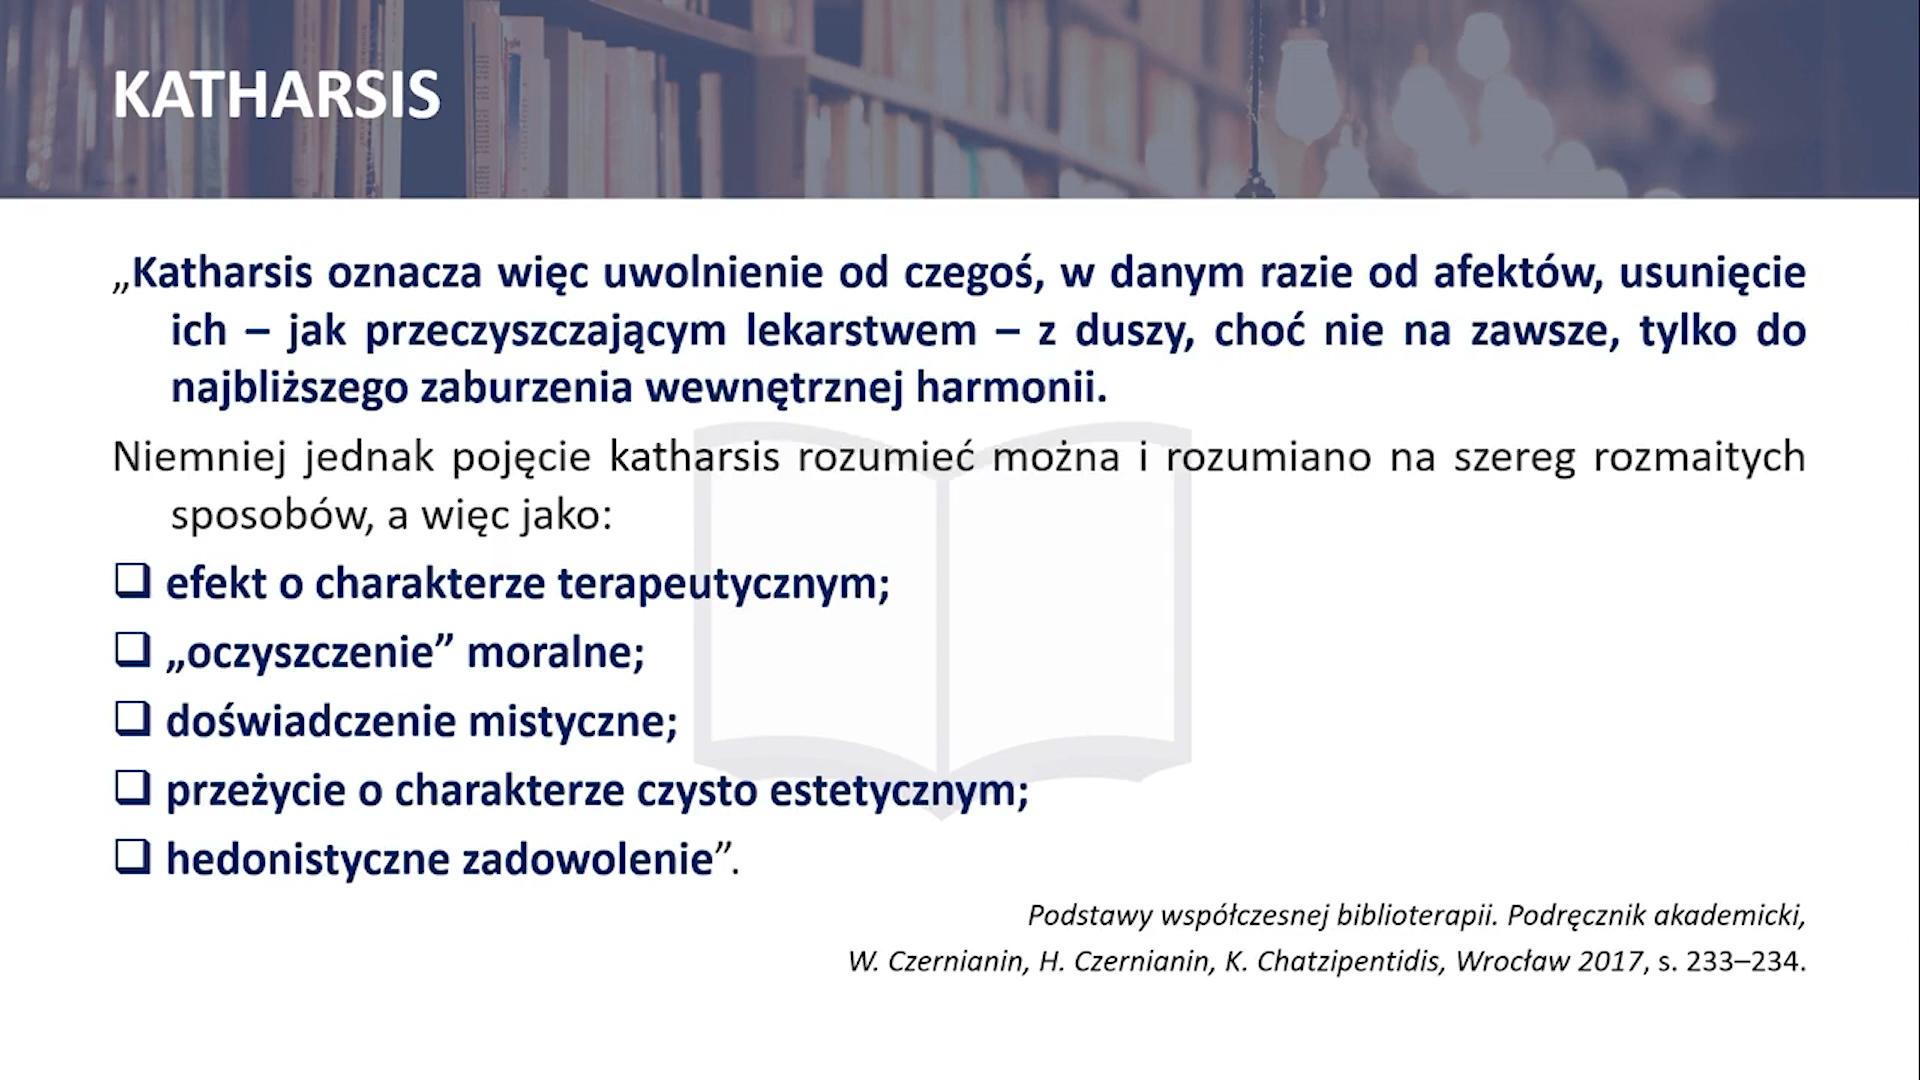 KATHARSIS
„Katharsis oznacza więc uwolnienie od czegoś, w danym razie od afektów, usunięcie
ich – jak przeczyszczającym lekarstwem – z duszy, choć nie na zawsze, tylko do
najbliższego zaburzenia wewnętrznej harmonii.
Niemniej jednak pojęcie katharsis rozumieć można i rozumiano na szereg rozmaitych
sposobów, a więc jako:
❑ efekt o charakterze terapeutycznym;
❑ „oczyszczenie” moralne;
❑ doświadczenie mistyczne;
❑ przeżycie o charakterze czysto estetycznym;
❑ hedonistyczne zadowolenie”.
Podstawy współczesnej biblioterapii. Podręcznik akademicki,
W. Czernianin, H. Czernianin, K. Chatzipentidis, Wrocław 2017, s. 233–234.